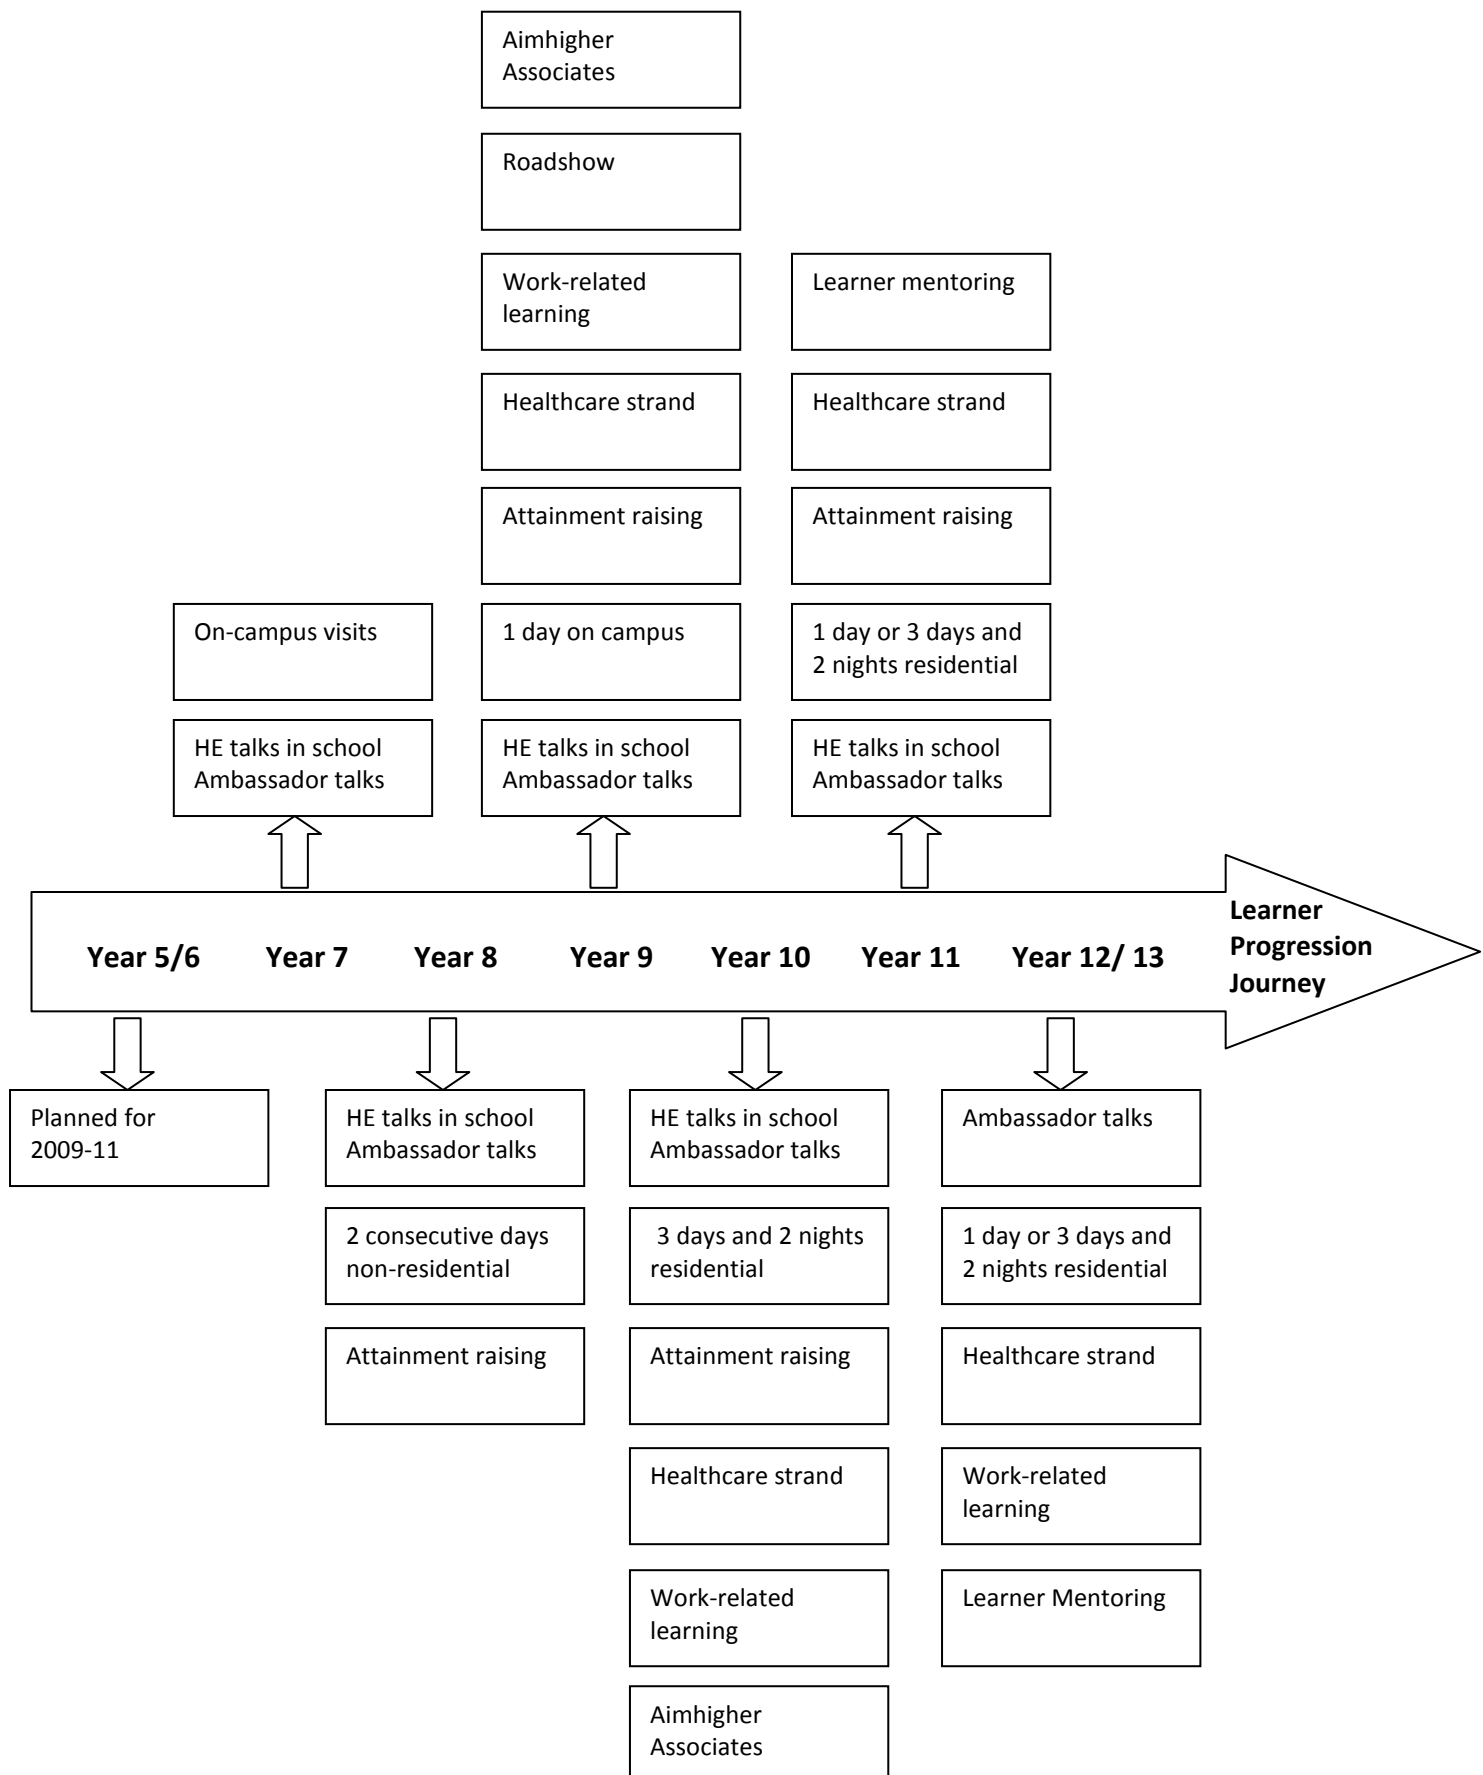 Aimhigher
Associates
Roadshow
Work-related
learning
Learner mentoring
Healthcare strand
Healthcare strand
Attainment raising
Attainment raising
On-campus visits
1 day on campus
1 day or 3 days and
2 nights residential
HE talks in school
Ambassador talks
HE talks in school
Ambassador talks
HE talks in school
Ambassador talks
Year 5/6
Year 7
Year 8
Year 9
Year 10
Year 11
Year 12/ 13
Learner
Progression
Journey
Planned for
2009-11
HE talks in school
Ambassador talks
HE talks in school
Ambassador talks
Ambassador talks
2 consecutive days
non-residential
3 days and 2 nights
residential
1 day or 3 days and
2 nights residential
Attainment raising
Attainment raising
Healthcare strand
Healthcare strand
Work-related
learning
Work-related
learning
Learner Mentoring
Aimhigher
Associates